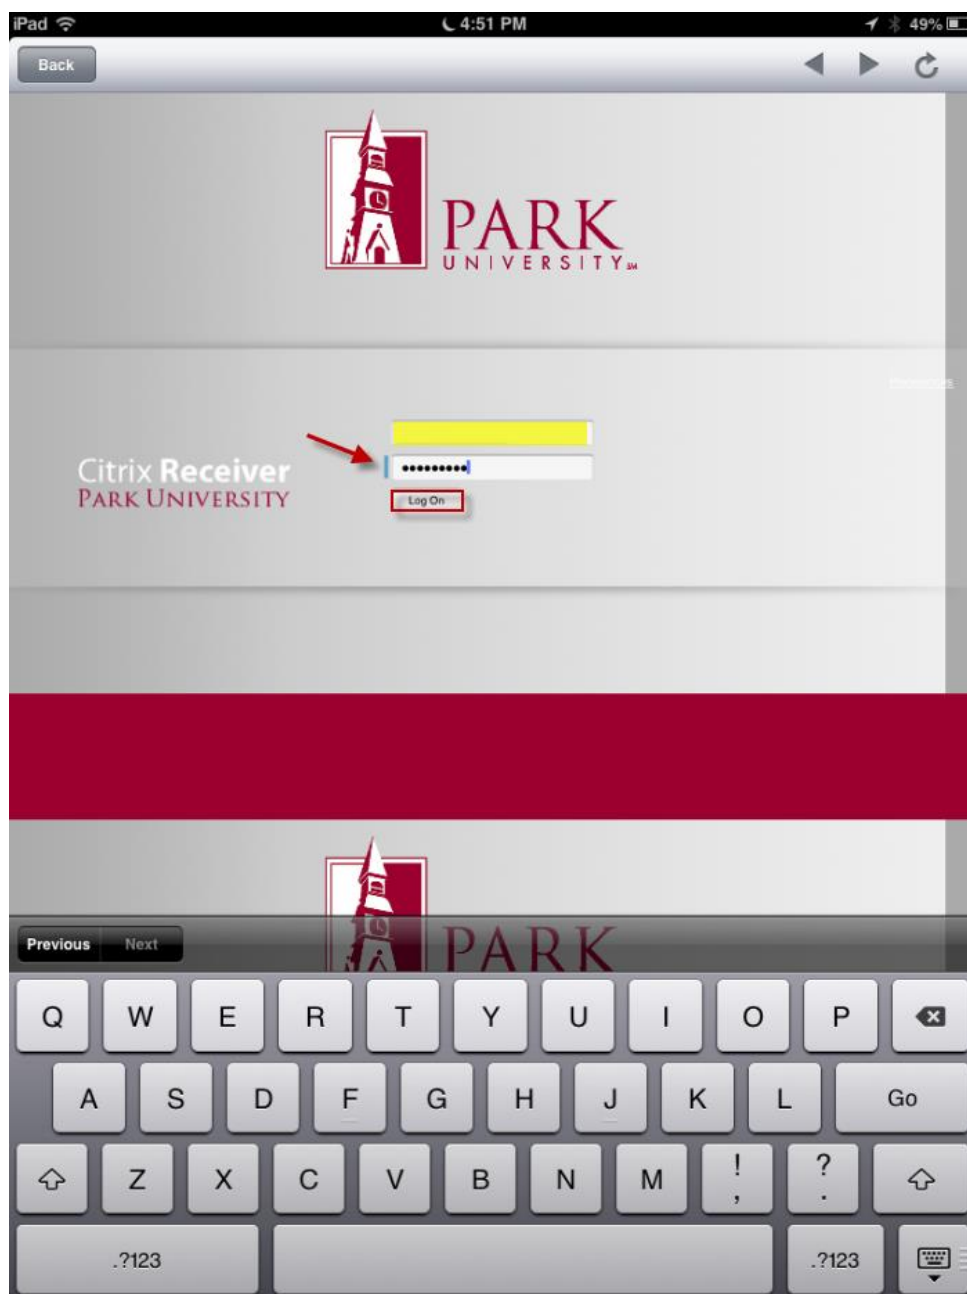 iPad 4:51 PM 49%
Back
PARK
UNIVERSITY SM
Citrix Receiver
PARK UNIVERSITY
•••••••••
Log On
PARK
Previous Next
Q W E R T Y U I O P
A S D F G H J K L Go
Z X C V B N M ! , ? .
.?123 .?123